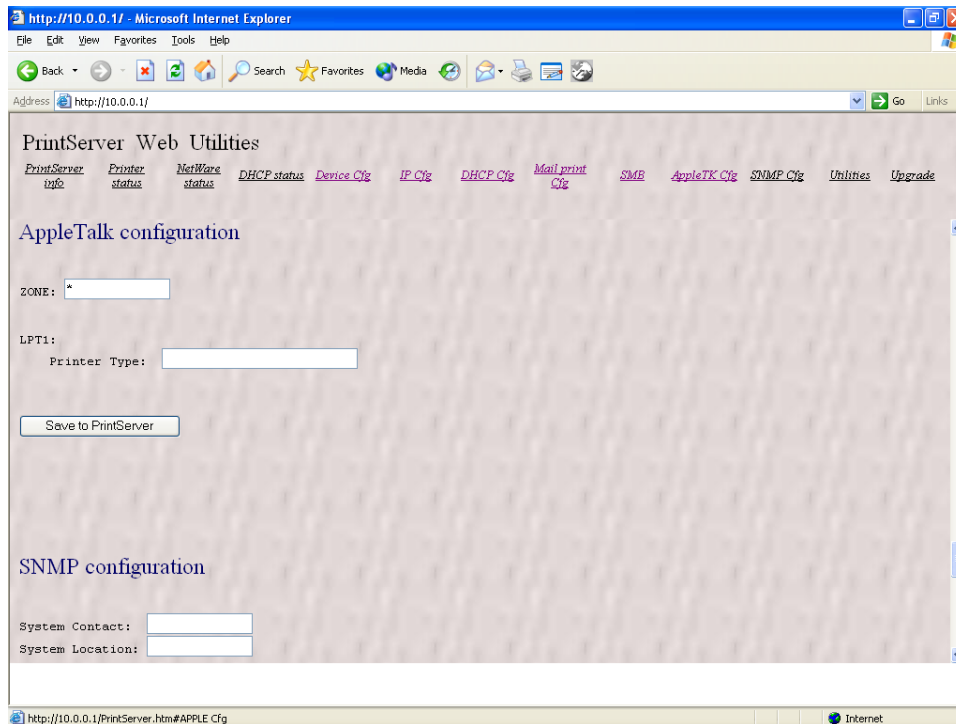 http://10.0.0.1/ - Microsoft Internet Explorer
File Edit View Favorites Tools Help
Back Search Favorites Media
Address http://10.0.0.1/ Go Links
PrintServer Web Utilities
PrintServer info Printer status NetWare status DHCP status Device Cfg IP Cfg DHCP Cfg Mail print Cfg SMB AppleTK Cfg SNMP Cfg Utilities Upgrade
AppleTalk configuration
ZONE: *
LPT1:
Printer Type:
Save to PrintServer
SNMP configuration
System Contact:
System Location:
http://10.0.0.1/PrintServer.htm#APPLE Cfg Internet